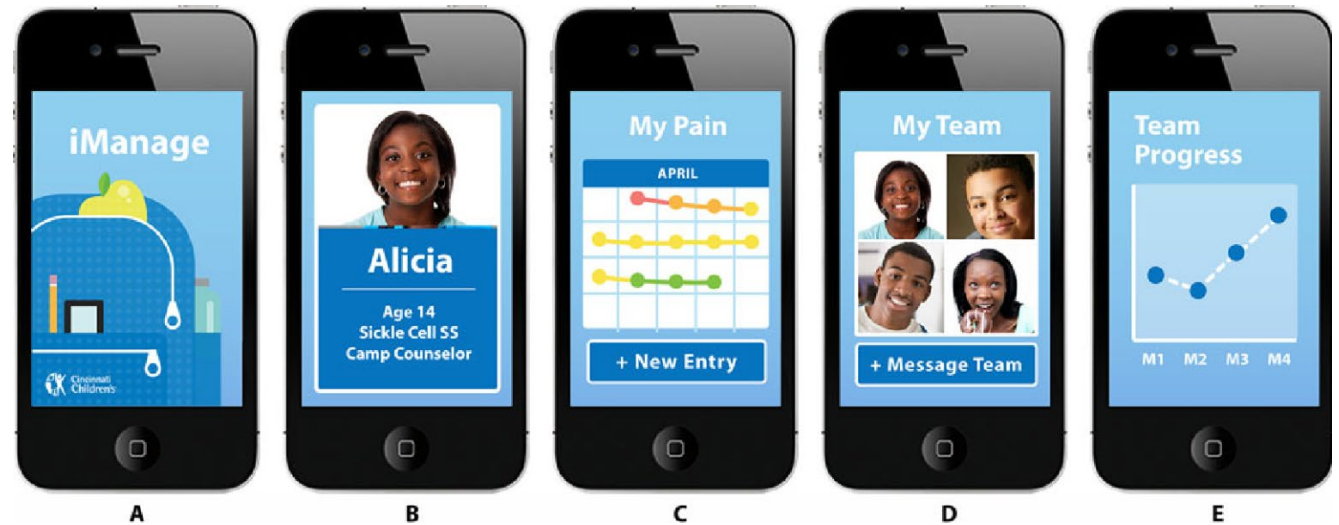 iManage
Cincinnati
Children's
Alicia
Age 14
Sickle Cell SS
Camp Counselor
My Pain
APRIL
+ New Entry
My Team
+ Message Team
Team
Progress
M1 M2 M3 M4
A B C D E